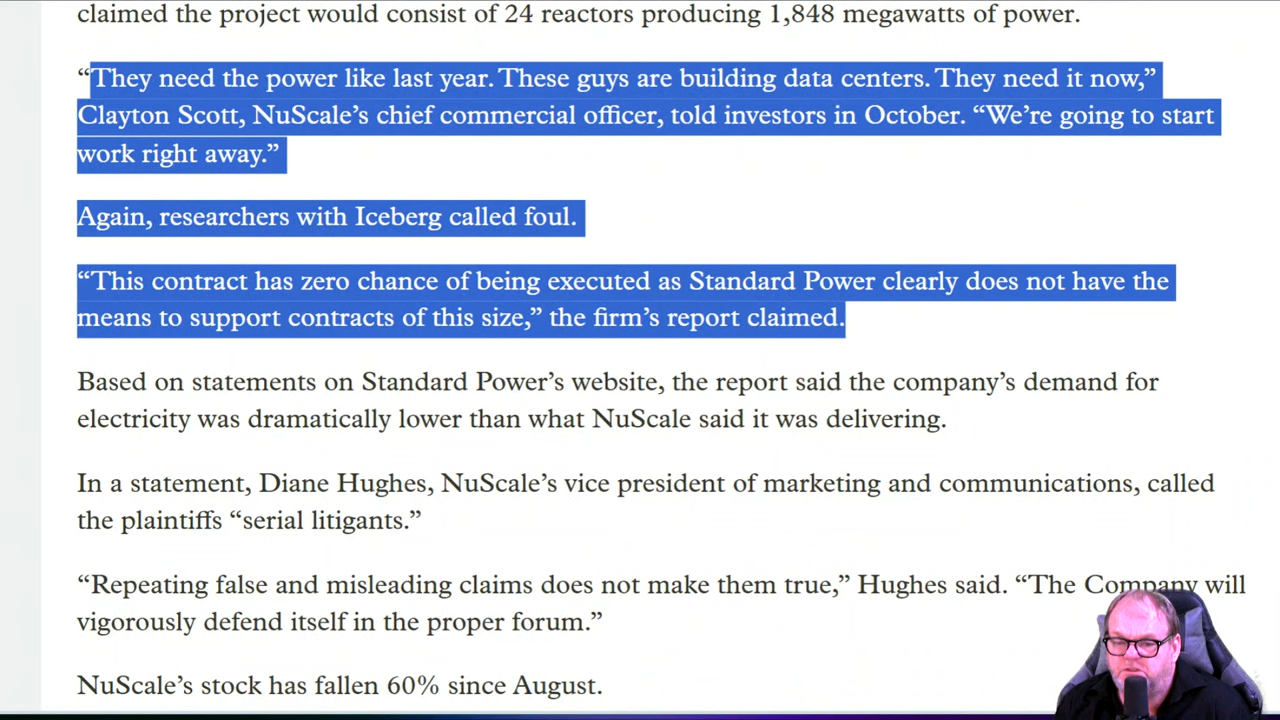 claimed the project would consist of 24 reactors producing 1,848 megawatts of power.
“They need the power like last year. These guys are building data centers. They need it now,”
Clayton Scott, NuScale’s chief commercial officer, told investors in October. “We’re going to start
work right away.”
Again, researchers with Iceberg called foul.
“This contract has zero chance of being executed as Standard Power clearly does not have the
means to support contracts of this size,” the firm’s report claimed.
Based on statements on Standard Power’s website, the report said the company’s demand for
electricity was dramatically lower than what NuScale said it was delivering.
In a statement, Diane Hughes, NuScale’s vice president of marketing and communications, called
the plaintiffs “serial litigants.”
“Repeating false and misleading claims does not make them true,” Hughes said. “The Company will
vigorously defend itself in the proper forum.”
NuScale’s stock has fallen 60% since August.